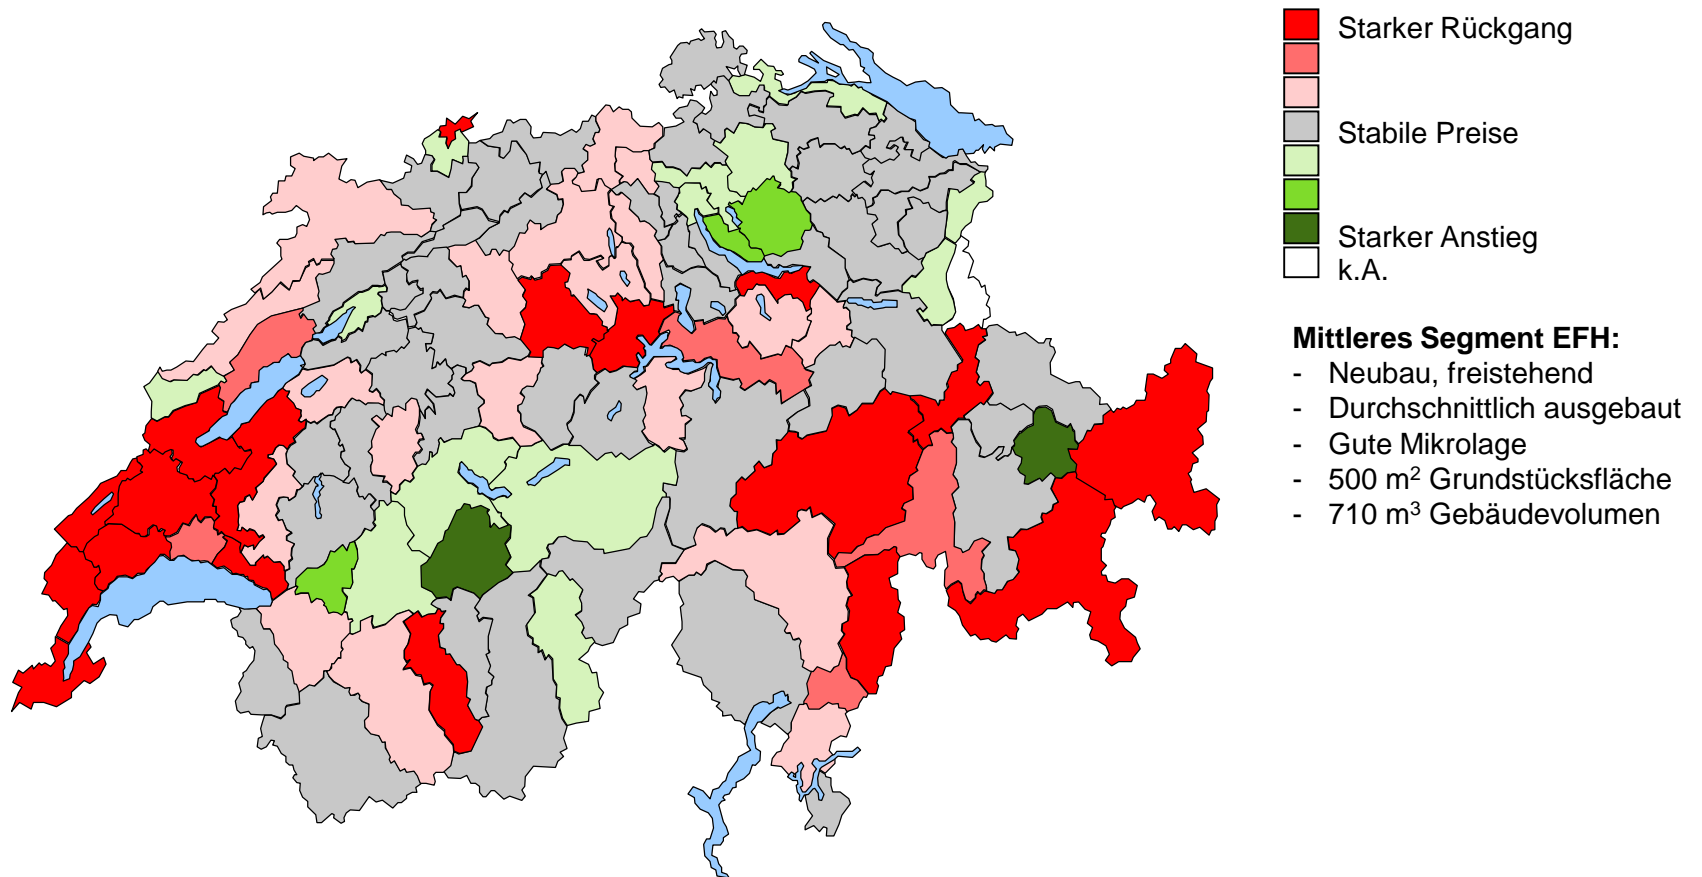 Starker Rückgang
Stabile Preise
Starker Anstieg
k.A.
Mittleres Segment EFH:
- Neubau, freistehend
- Durchschnittlich ausgebaut
- Gute Mikrolage
- 500 m² Grundstücksfläche
- 710 m³ Gebäudevolumen